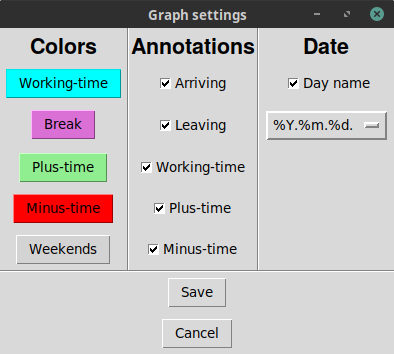 Graph settings
Colors
Working-time
Break
Plus-time
Minus-time
Weekends
Annotations
Arriving
Leaving
Working-time
Plus-time
Minus-time
Date
Day name
%Y.%m.%d.
Save
Cancel